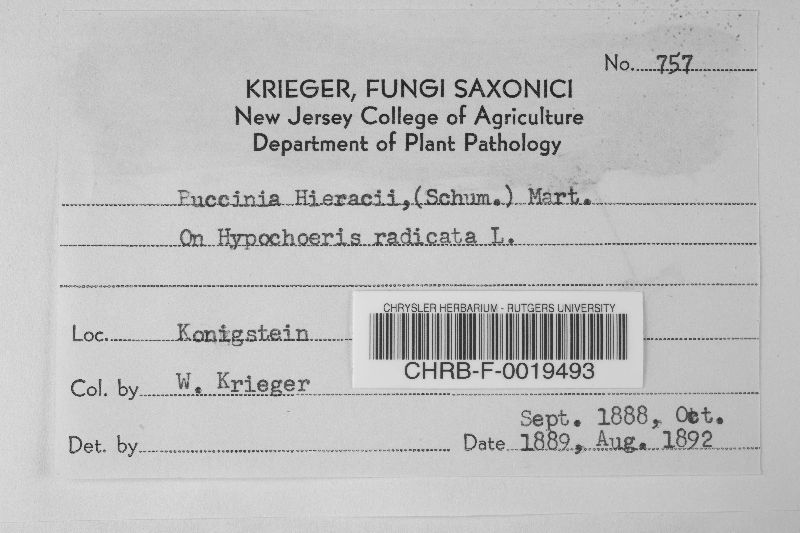 No. 757
KRIEGER, FUNGI SAXONICI
New Jersey College of Agriculture
Department of Plant Pathology
Puccinia Hieracii,(Schum.) Mart.
On Hypochoeris radicata L.
CHRYSLER HERBARIUM - RUTGERS UNIVERSITY
Loc. Konigstein
CHRB-F-0019493
Col. by W. Krieger
Sept. 1888, Oct.
Det. by Date 1889, Aug. 1892